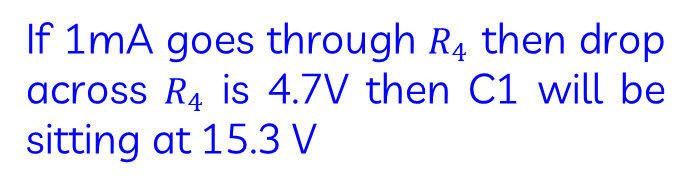 If 1mA goes through R₄ then drop
across R₄ is 4.7V then C1 will be
sitting at 15.3 V